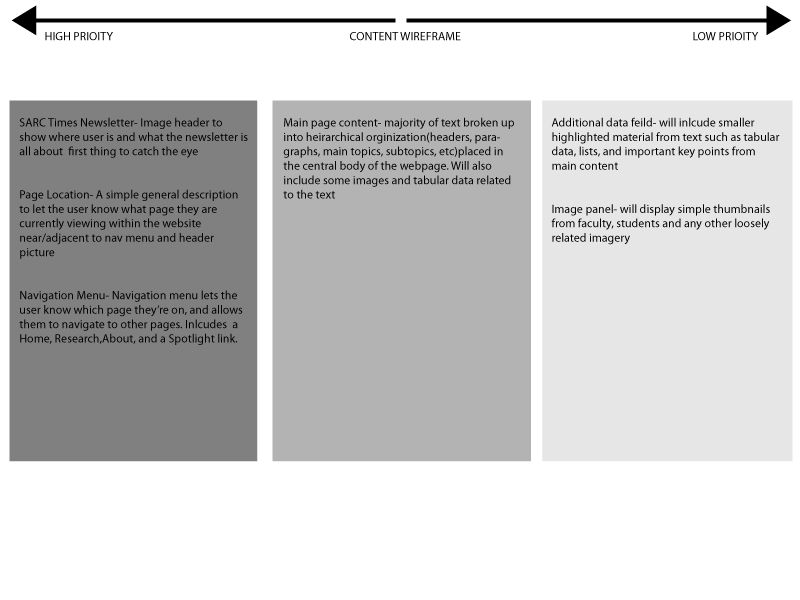 HIGH PRIOITY
CONTENT WIREFRAME
LOW PRIOITY
SARC Times Newsletter- Image header to
show where user is and what the newsletter is
all about  first thing to catch the eye
Page Location- A simple general description
to let the user know what page they are
currently viewing within the website
near/adjacent to nav menu and header
picture
Navigation Menu- Navigation menu lets the
user know which page they're on, and allows
them to navigate to other pages. Inlcudes  a
Home, Research,About, and a Spotlight link.
Main page content- majority of text broken up
into heirarchical orginization(headers, para-
graphs, main topics, subtopics, etc)placed in
the central body of the webpage. Will also
include some images and tabular data related
to the text
Additional data feild- will inlcude smaller
highlighted material from text such as tabular
data, lists, and important key points from
main content
Image panel- will display simple thumbnails
from faculty, students and any other loosely
related imagery